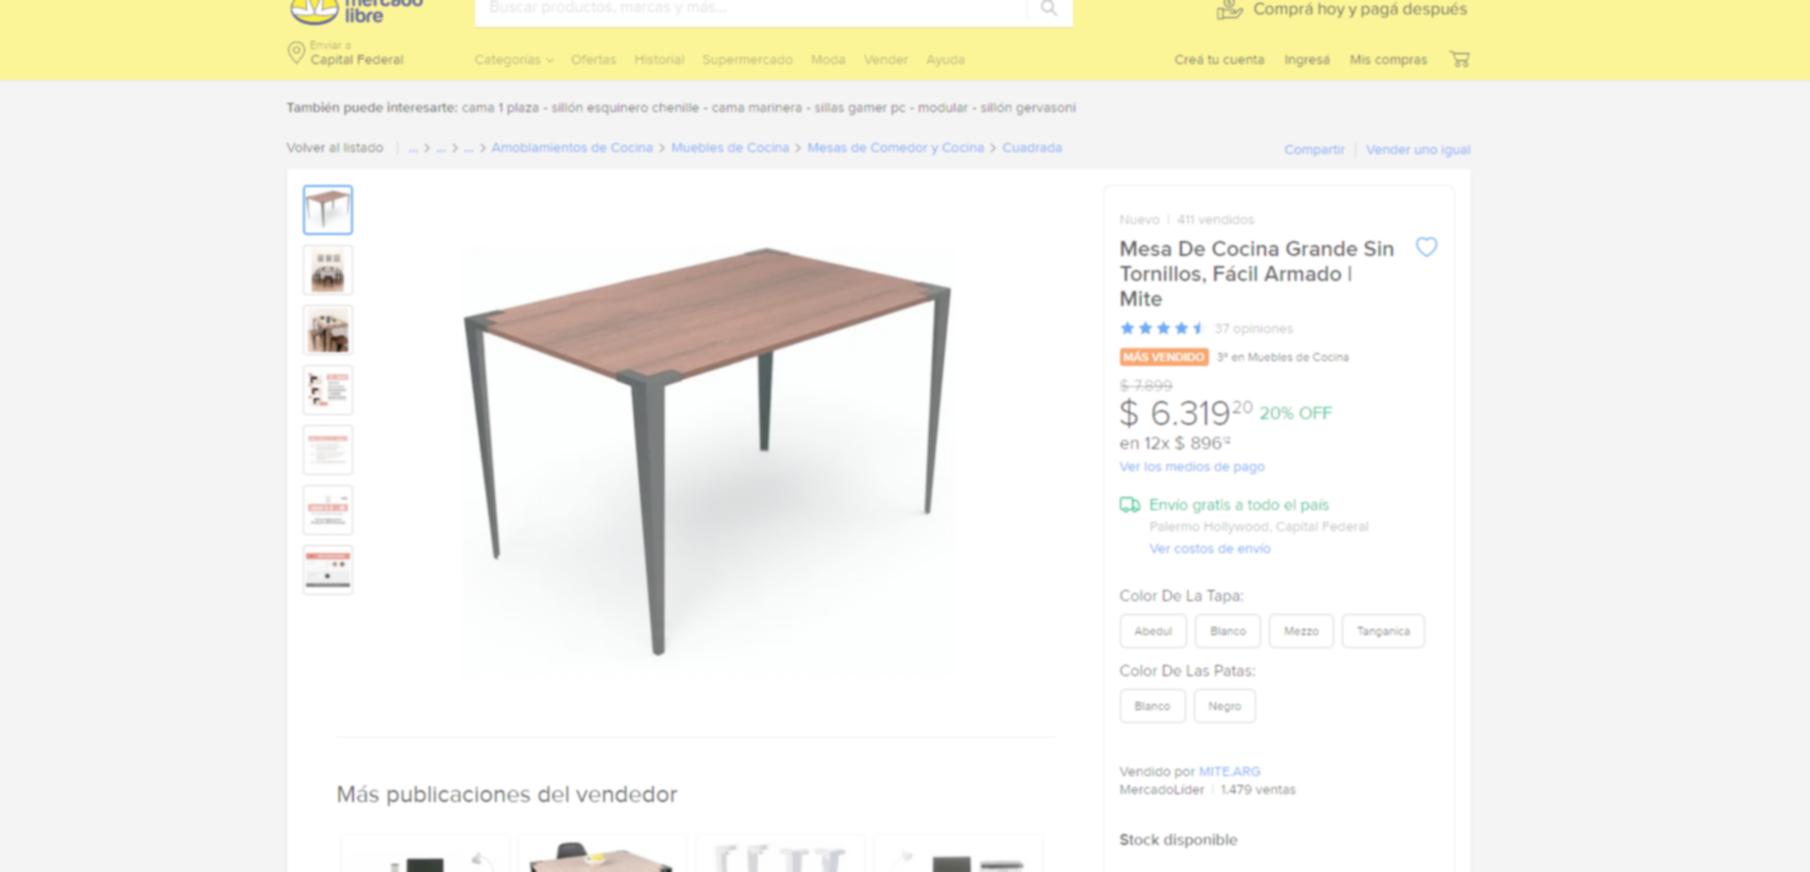 mercado
libre
Buscar productos, marcas y más...
Comprá hoy y pagá después
Enviar a
Capital Federal
Categorías
Ofertas
Historial
Supermercado
Moda
Vender
Ayuda
Creá tu cuenta
Ingresá
Mis compras
También puede interesarte: cama 1 plaza - sillón esquinero chenille - cama marinera - sillas gamer pc - modular - sillón gervasoni
Volver al listado | ... > ... > ... > Amoblamientos de Cocina > Muebles de Cocina > Mesas de Comedor y Cocina > Cuadrada
Compartir | Vender uno igual
Nuevo | 411 vendidos
Mesa De Cocina Grande Sin
Tornillos, Fácil Armado |
Mite
37 opiniones
MÁS VENDIDO 3º en Muebles de Cocina
$ 7.899
$ 6.319 20 20% OFF
en 12x $ 896
Ver los medios de pago
Envío gratis a todo el país
Palermo Hollywood, Capital Federal
Ver costos de envío
Color De La Tapa:
Abedul
Blanco
Mezzo
Tanganica
Color De Las Patas:
Blanco
Negro
Vendido por MITE.ARG
MercadoLíder | 1.479 ventas
Más publicaciones del vendedor
Stock disponible